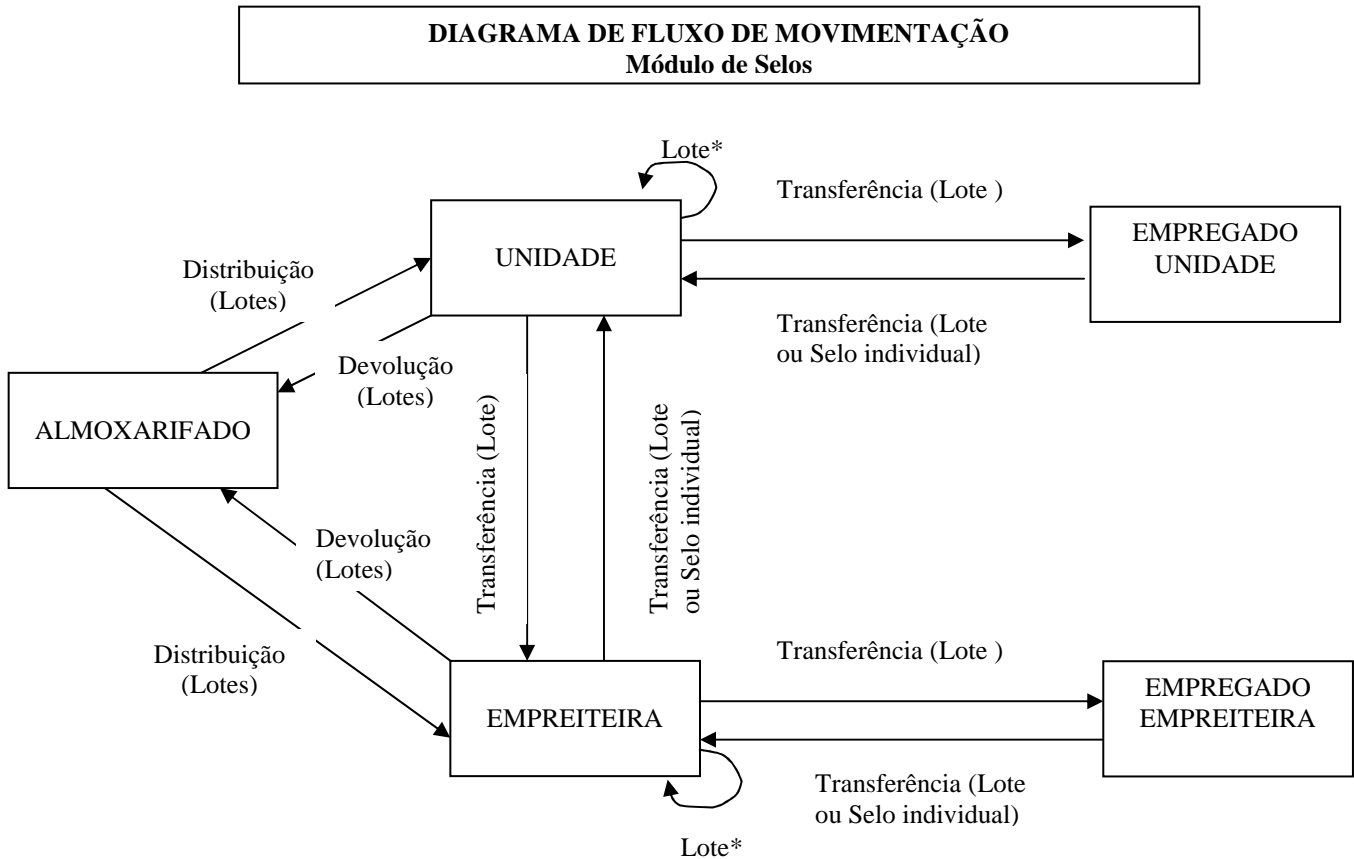 DIAGRAMA DE FLUXO DE MOVIMENTAÇÃO
Módulo de Selos
Lote*
Transferência (Lote )
UNIDADE
EMPREGADO
UNIDADE
Distribuição
(Lotes)
Transferência (Lote
ou Selo individual)
Devolução
(Lotes)
ALMOXARIFADO
Transferência (Lote)
Transferência (Lote
ou Selo individual)
Devolução
(Lotes)
Distribuição
(Lotes)
Transferência (Lote )
EMPREITEIRA
EMPREGADO
EMPREITEIRA
Transferência (Lote
ou Selo individual)
Lote*